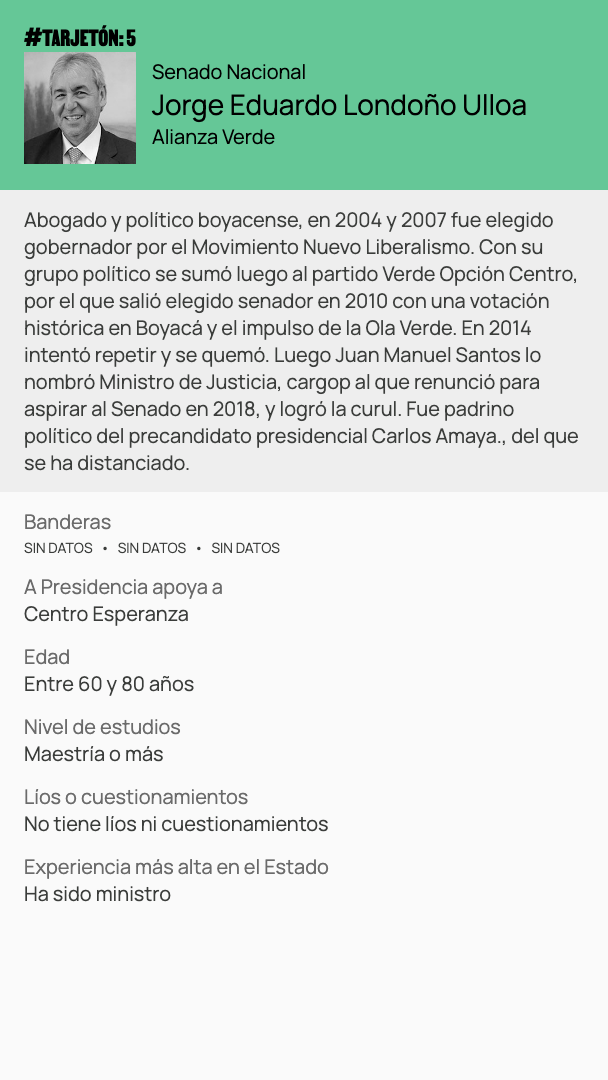 #TARJETÓN: 5
Senado Nacional
Jorge Eduardo Londoño Ulloa
Alianza Verde
Abogado y político boyacense, en 2004 y 2007 fue elegido
gobernador por el Movimiento Nuevo Liberalismo. Con su
grupo político se sumó luego al partido Verde Opción Centro,
por el que salió elegido senador en 2010 con una votación
histórica en Boyacá y el impulso de la Ola Verde. En 2014
intentó repetir y se quemó. Luego Juan Manuel Santos lo
nombró Ministro de Justicia, cargop al que renunció para
aspirar al Senado en 2018, y logró la curul. Fue padrino
político del precandidato presidencial Carlos Amaya., del que
se ha distanciado.
Banderas
SIN DATOS • SIN DATOS • SIN DATOS
A Presidencia apoya a
Centro Esperanza
Edad
Entre 60 y 80 años
Nivel de estudios
Maestría o más
Líos o cuestionamientos
No tiene líos ni cuestionamientos
Experiencia más alta en el Estado
Ha sido ministro